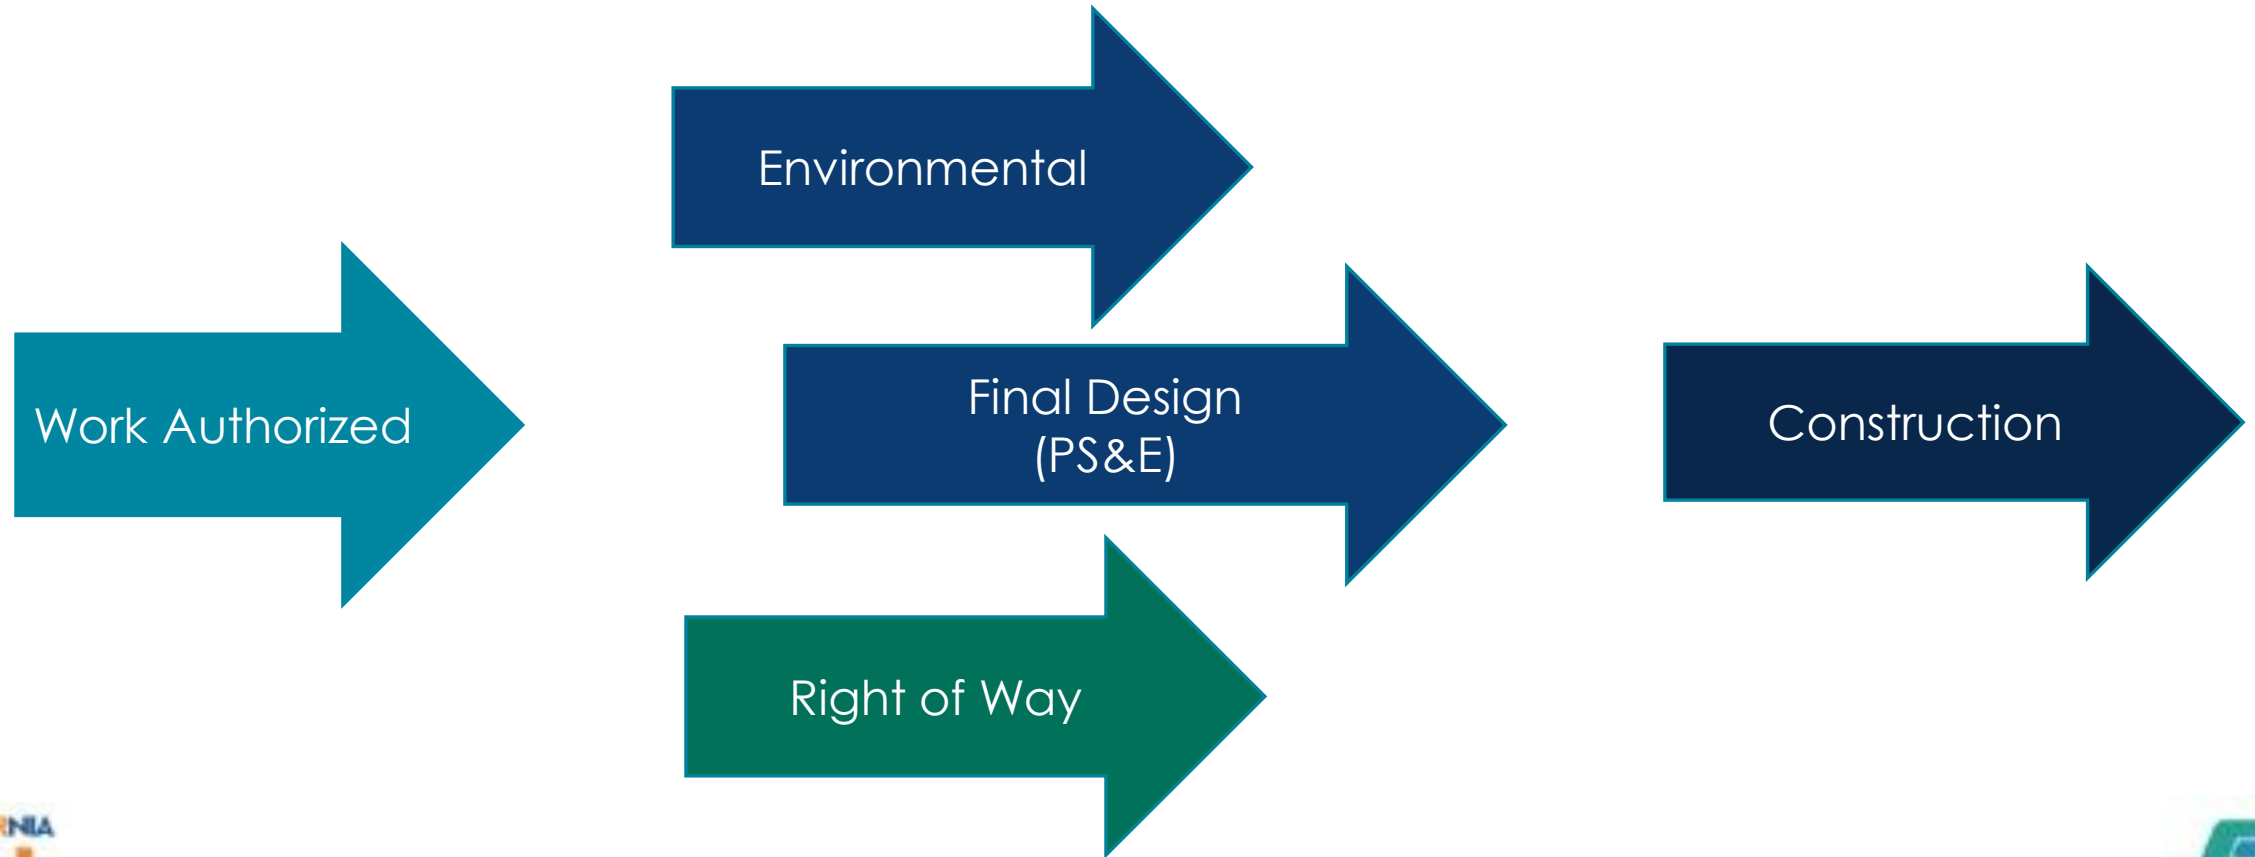 Environmental
Work Authorized
Final Design
(PS&E)
Construction
Right of Way